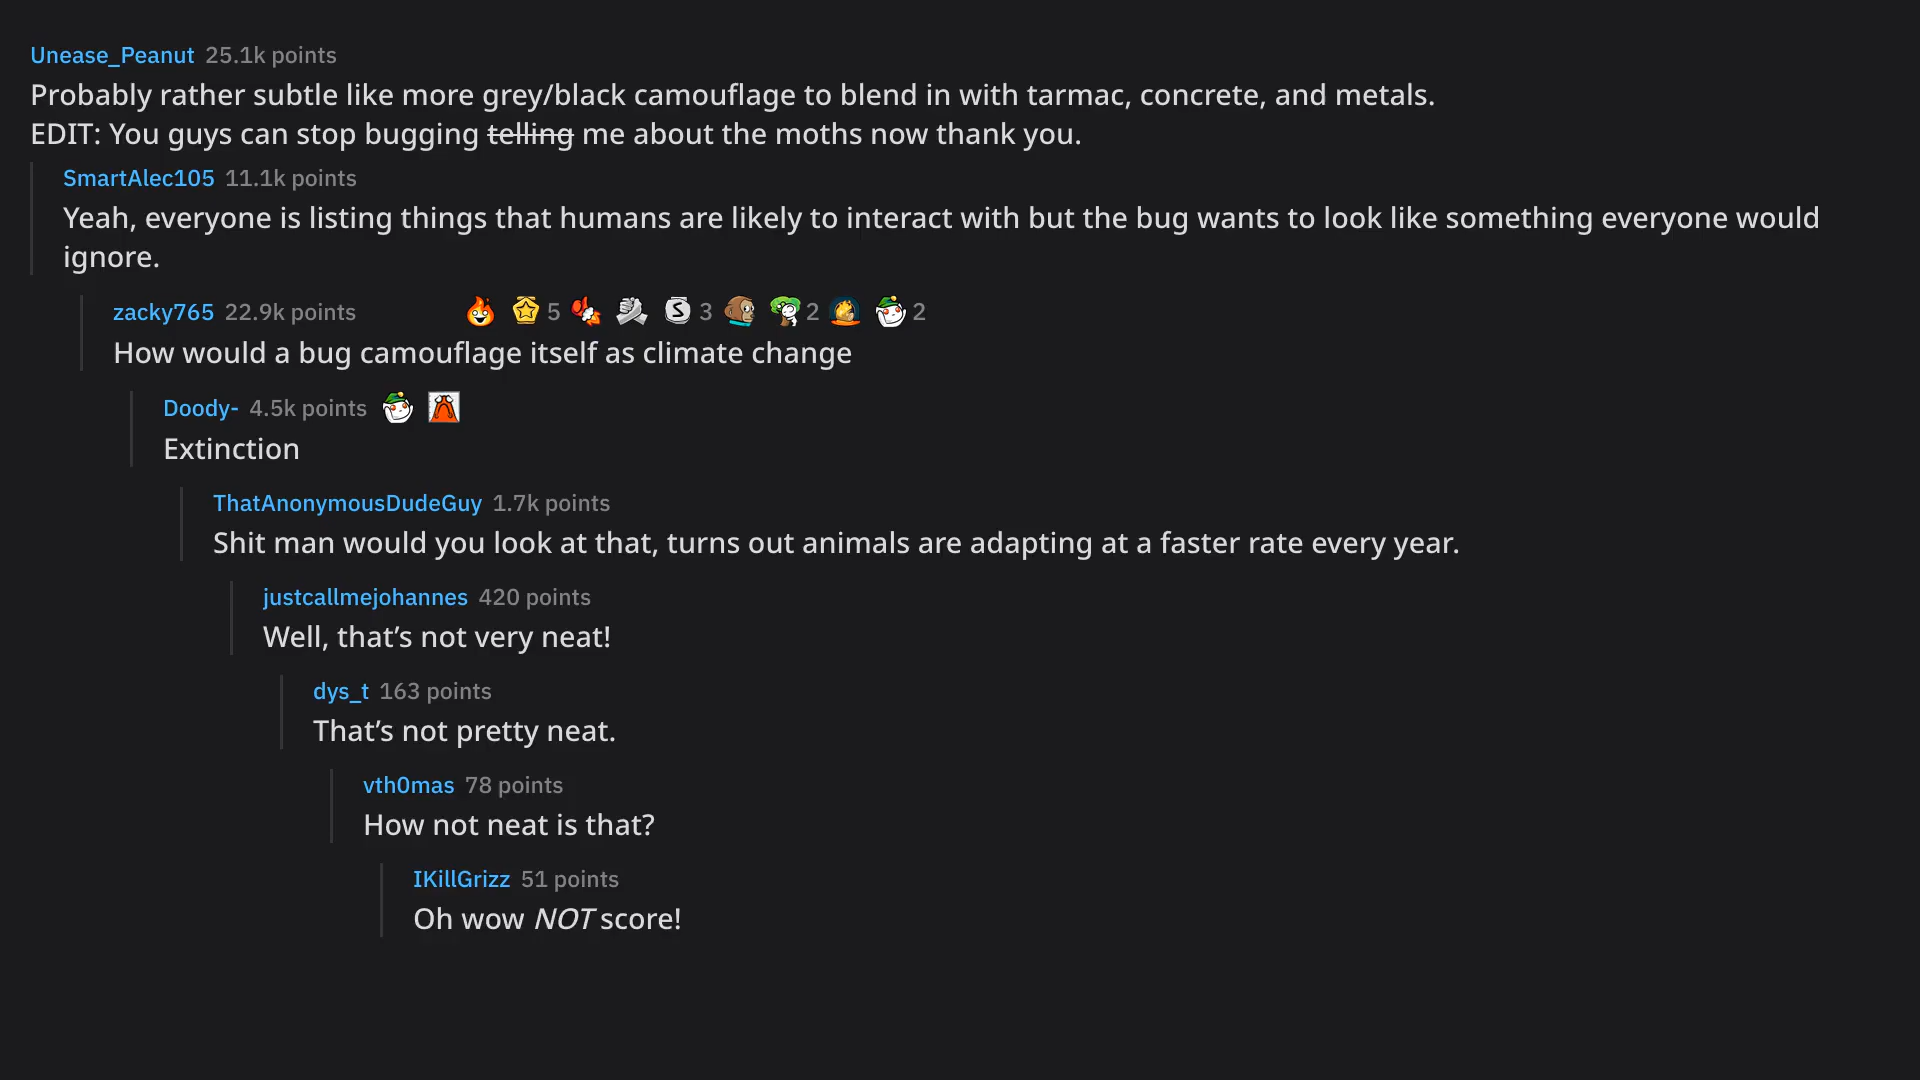 Unease_Peanut 25.1k points
Probably rather subtle like more grey/black camouflage to blend in with tarmac, concrete, and metals.
EDIT: You guys can stop bugging telling me about the moths now thank you.
SmartAlec105 11.1k points
Yeah, everyone is listing things that humans are likely to interact with but the bug wants to look like something everyone would
ignore.
zacky765 22.9k points 5 S 3 2 2
How would a bug camouflage itself as climate change
Doody- 4.5k points
Extinction
ThatAnonymousDudeGuy 1.7k points
Shit man would you look at that, turns out animals are adapting at a faster rate every year.
justcallmejohannes 420 points
Well, that’s not very neat!
dys_t 163 points
That’s not pretty neat.
vth0mas 78 points
How not neat is that?
IKillGrizz 51 points
Oh wow NOT score!